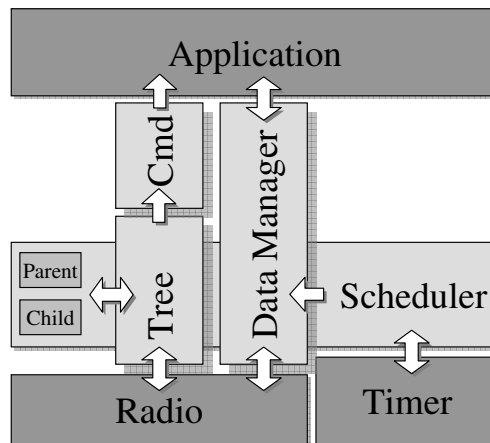 Application
Cmd
Data Manager
Parent
Child
Tree
Scheduler
Radio
Timer